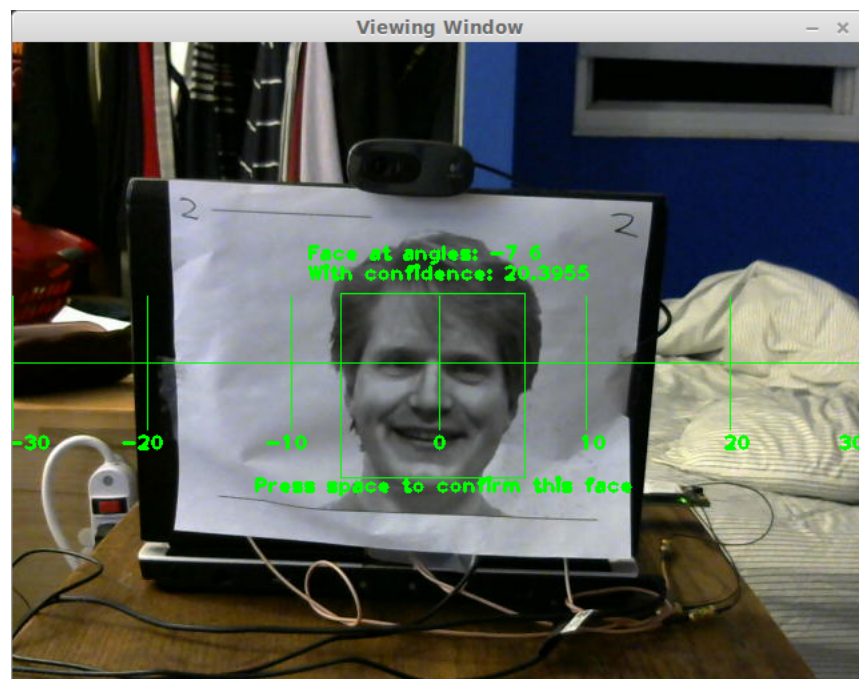 Viewing Window
2
2
Face at angles: -7 6
With confidence: 20.3955
-30 -20 -10 0 10 20 30
Press space to confirm this face